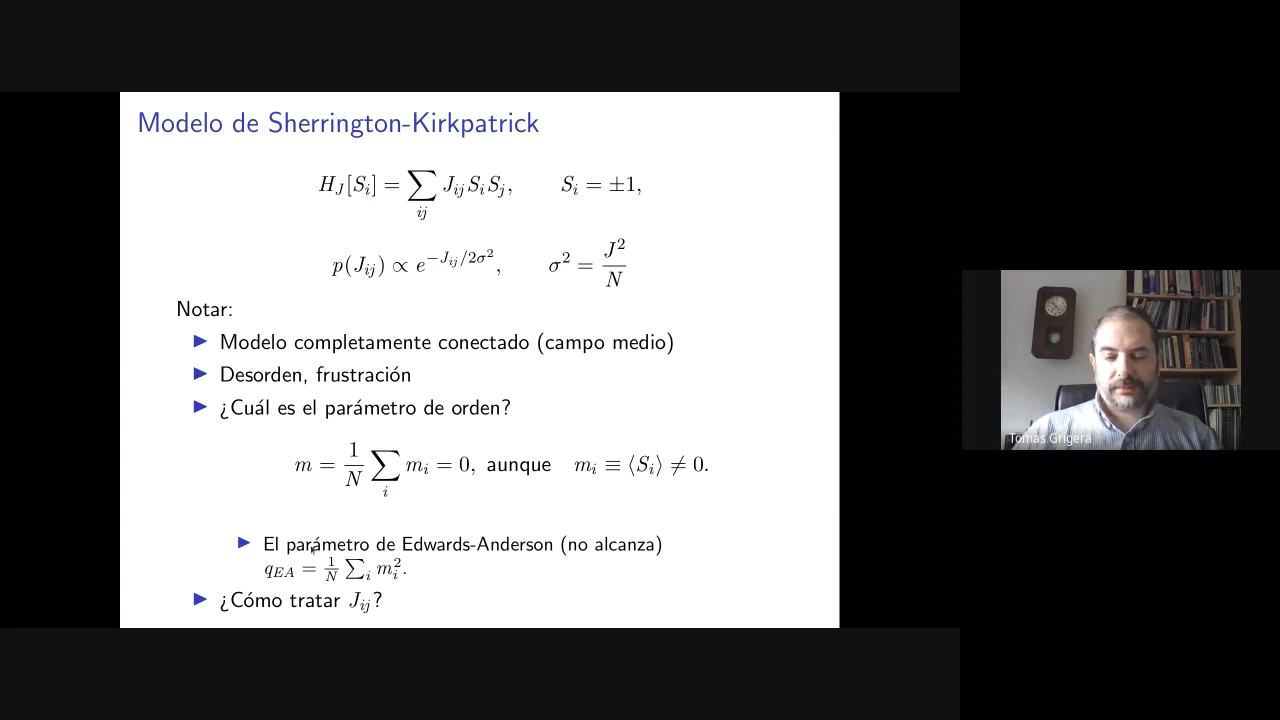 Modelo de Sherrington-Kirkpatrick
H_J[S_i] = ∑_{ij} J_{ij} S_i S_j,    S_i = ±1,
p(J_{ij}) ∝ e^{−J_{ij}/2σ^2},    σ^2 = J^2/N
Notar:
▶ Modelo completamente conectado (campo medio)
▶ Desorden, frustración
▶ ¿Cuál es el parámetro de orden?
m = 1/N ∑_i m_i = 0, aunque m_i ≡ ⟨S_i⟩ ≠ 0.
▶ El parámetro de Edwards-Anderson (no alcanza)
q_{EA} = 1/N ∑_i m_i^2.
▶ ¿Cómo tratar J_{ij}?
Tomas Grigera